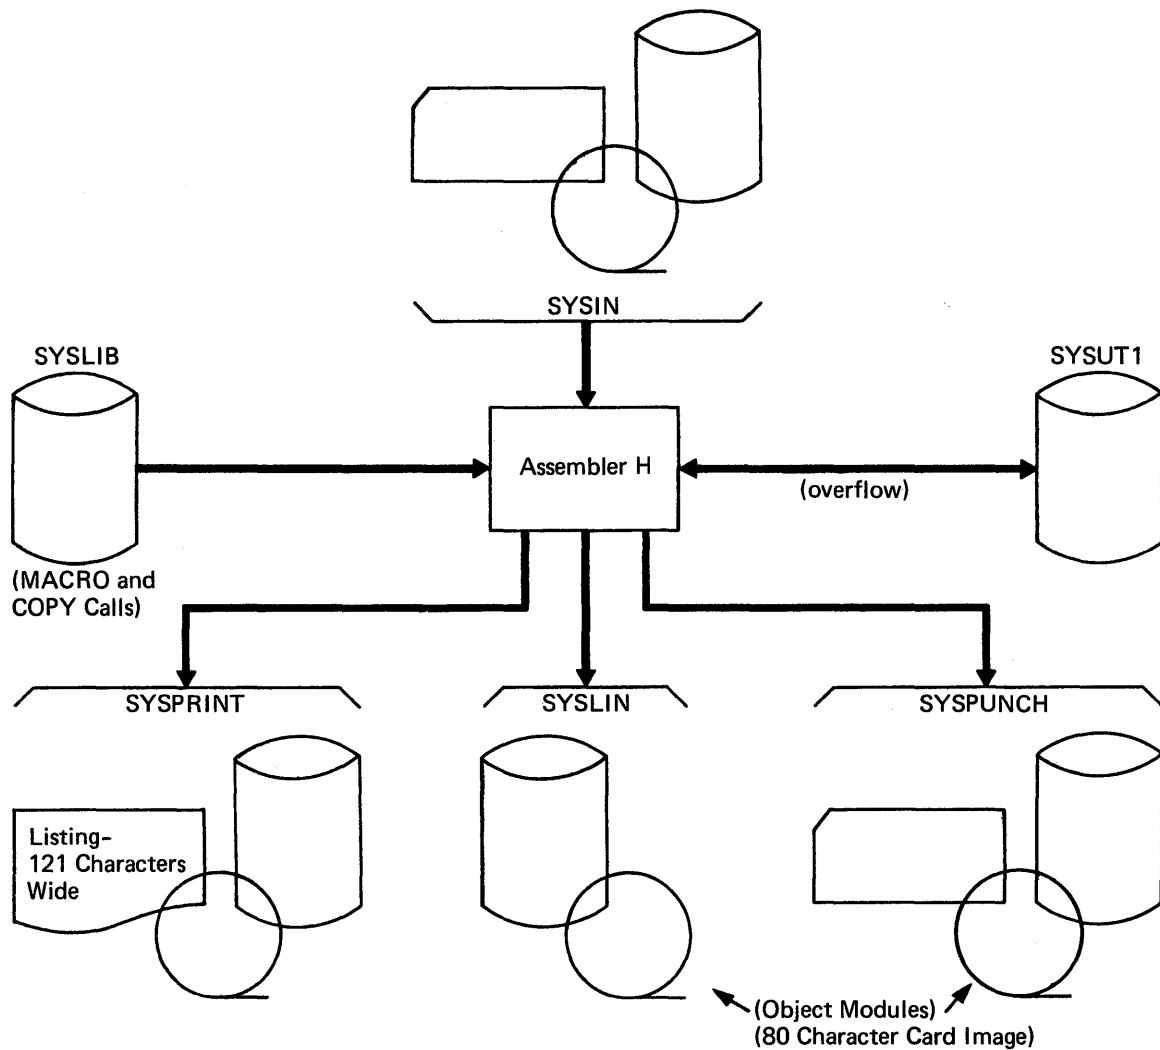 SYSIN
SYSLIB
SYSUT1
Assembler H
(overflow)
(MACRO and
COPY Calls)
SYSPRINT
SYSLIN
SYSPUNCH
Listing-
121 Characters
Wide
(Object Modules)
(80 Character Card Image)